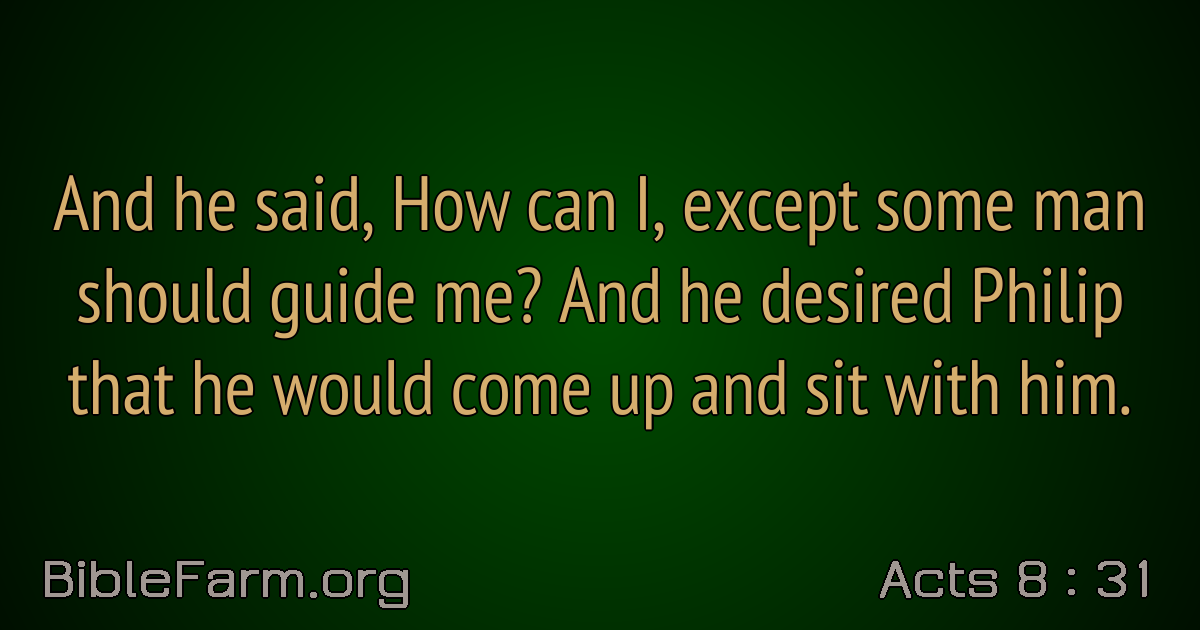 And he said, How can I, except some man
should guide me? And he desired Philip
that he would come up and sit with him.
BibleFarm.org
Acts 8 : 31